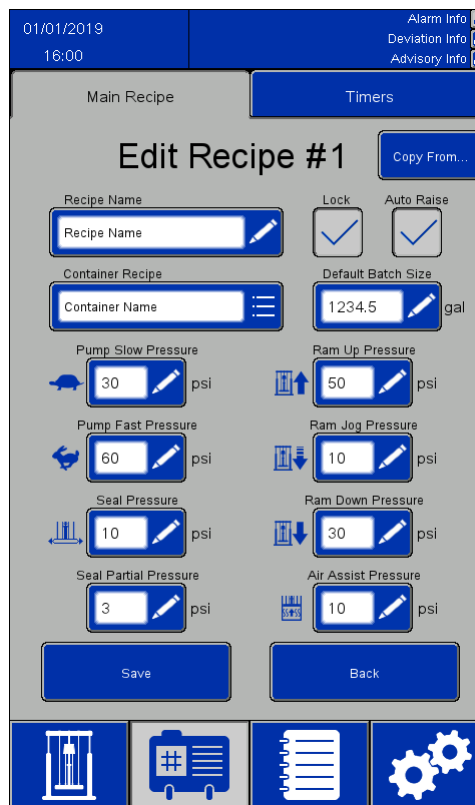 01/01/2019
16:00
Alarm Info
Deviation Info
Advisory Info
Main Recipe
Timers
Edit Recipe #1
Copy From...
Recipe Name
Lock
Auto Raise
Recipe Name
Container Recipe
Default Batch Size
Container Name
1234.5
gal
Pump Slow Pressure
Ram Up Pressure
30
psi
50
psi
Pump Fast Pressure
Ram Jog Pressure
60
psi
10
psi
Seal Pressure
Ram Down Pressure
10
psi
30
psi
Seal Partial Pressure
Air Assist Pressure
3
psi
10
psi
Save
Back
#